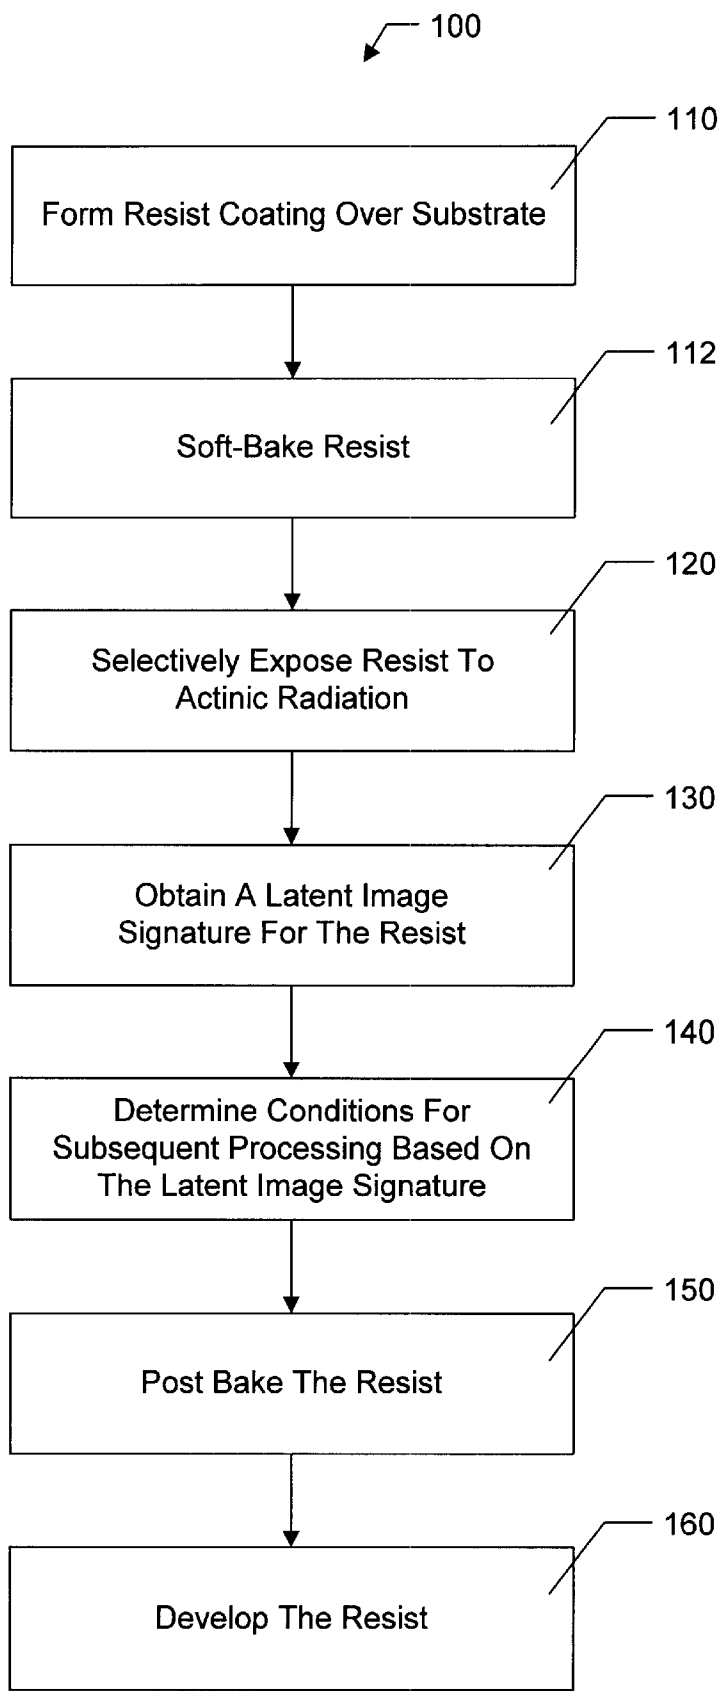 100
110
Form Resist Coating Over Substrate
112
Soft-Bake Resist
120
Selectively Expose Resist To
Actinic Radiation
130
Obtain A Latent Image
Signature For The Resist
140
Determine Conditions For
Subsequent Processing Based On
The Latent Image Signature
150
Post Bake The Resist
160
Develop The Resist